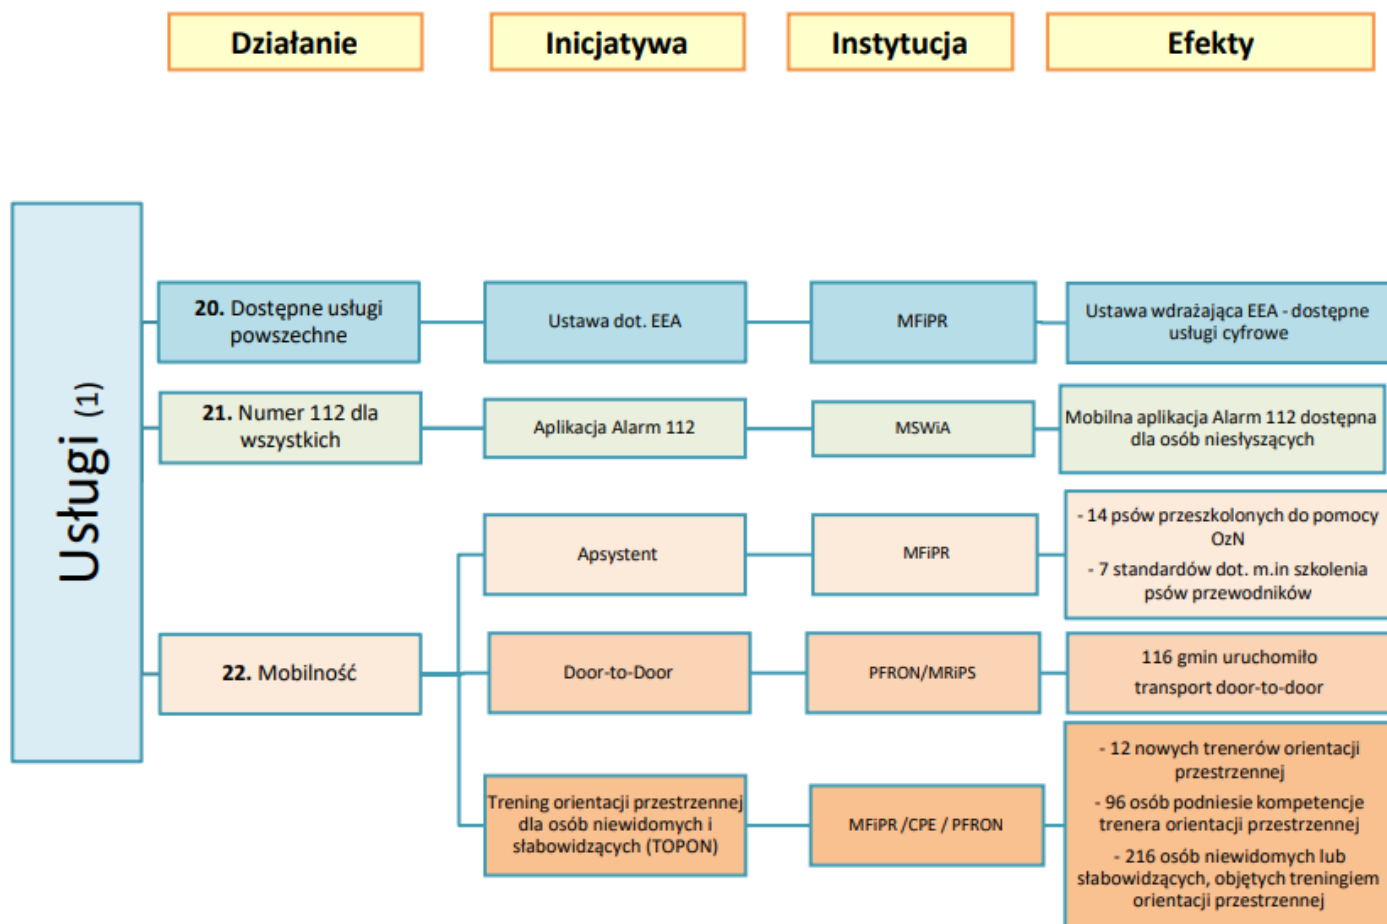 Działanie
Inicjatywa
Instytucja
Efekty
Usługi (1)
20. Dostępne usługi
powszechne
Ustawa dot. EEA
MFiPR
Ustawa wdrażająca EEA - dostępne
usługi cyfrowe
21. Numer 112 dla
wszystkich
Aplikacja Alarm 112
MSWiA
Mobilna aplikacja Alarm 112 dostępna
dla osób niesłyszących
22. Mobilność
Apsystent
MFiPR
- 14 psów przeszkolonych do pomocy
OzN
- 7 standardów dot. m.in szkolenia
psów przewodników
Door-to-Door
PFRON/MRiPS
116 gmin uruchomiło
transport door-to-door
Trening orientacji przestrzennej
dla osób niewidomych i
słabowidzących (TOPON)
MFiPR /CPE / PFRON
- 12 nowych trenerów orientacji
przestrzennej
- 96 osób podniesie kompetencje
trenera orientacji przestrzennej
- 216 osób niewidomych lub
słabowidzących, objętych treningiem
orientacji przestrzennej